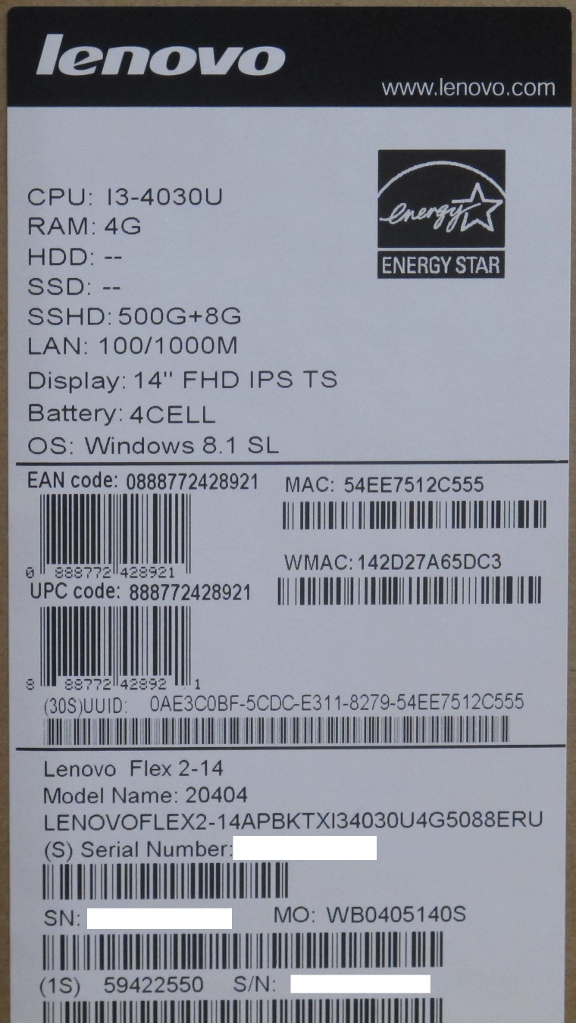 lenovo
www.lenovo.com
energy
ENERGY STAR
CPU: I3-4030U
RAM: 4G
HDD: --
SSD: --
SSHD: 500G+8G
LAN: 100/1000M
Display: 14" FHD IPS TS
Battery: 4CELL
OS: Windows 8.1 SL
EAN code: 0888772428921
0 888772 428921
UPC code: 888772428921
8 88772 42892 1
MAC: 54EE7512C555
WMAC: 142D27A65DC3
(30S)UUID: 0AE3C0BF-5CDC-E311-8279-54EE7512C555
Lenovo Flex 2-14
Model Name: 20404
LENOVOFLEX2-14APBKTXI34030U4G5088ERU
(S) Serial Number:
SN: MO: WB0405140S
(1S) 59422550 S/N: